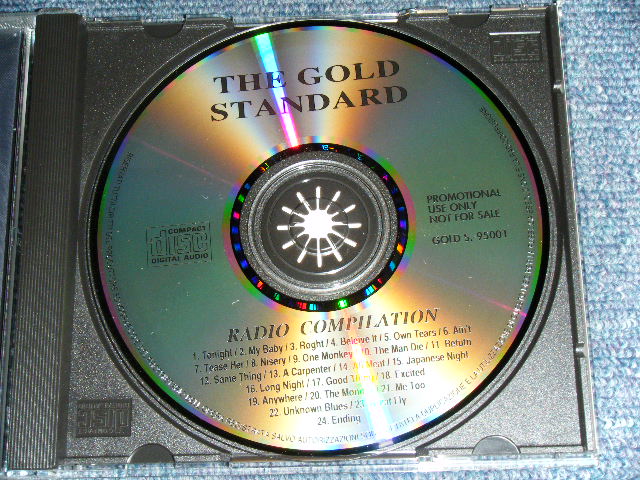 THE GOLD
STANDARD
PROMOTIONAL
USE ONLY
NOT FOR SALE
GOLD S. 95001
COMPACT
disc
DIGITAL AUDIO
RADIO COMPILATION
1. Tonight / 2. My Baby / 3. Roght / 4. Beleive It / 5. Own Tears / 6. Ain't
7. Tease Her / 8. Nisery / 9. One Monkey / 10. The Man Die / 11. Return
12. Same Thing / 13. A Carpenter / 14. Meat / 15. Japanese Night
16. Long Night / 17. Good / 18. Excited
19. Anywhere / 20. The / 21. Me Too
22. Unknown Blues / 23. Fly
24. Ending